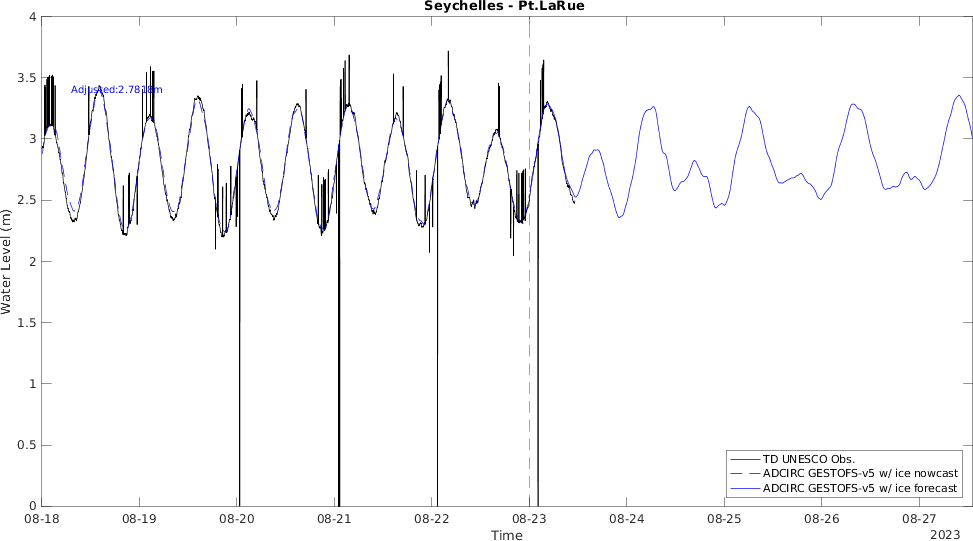 Seychelles - Pt.LaRue
4
3.5
3
2.5
2
1.5
1
0.5
0
Water Level (m)
Adjusted:2.7818m
TD UNESCO Obs.
ADCIRC GESTOFS-v5 w/ ice nowcast
ADCIRC GESTOFS-v5 w/ ice forecast
08-18 08-19 08-20 08-21 08-22 08-23 08-24 08-25 08-26 08-27
Time
2023